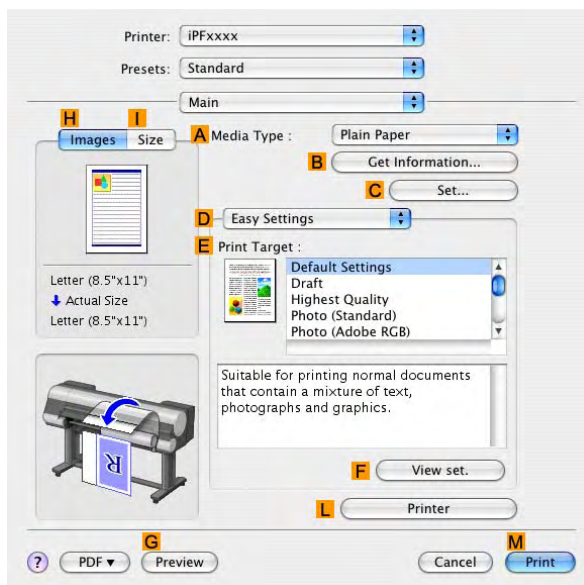 Printer: iPFxxxx
Presets: Standard
Main
H I
Images Size
A Media Type : Plain Paper
B Get Information...
C Set...
D Easy Settings
E Print Target :
Default Settings
Draft
Highest Quality
Photo (Standard)
Photo (Adobe RGB)
Letter (8.5"x11")
Actual Size
Letter (8.5"x11")
Suitable for printing normal documents
that contain a mixture of text,
photographs and graphics.
R
F View set.
L Printer
G M
? PDF Preview Cancel Print